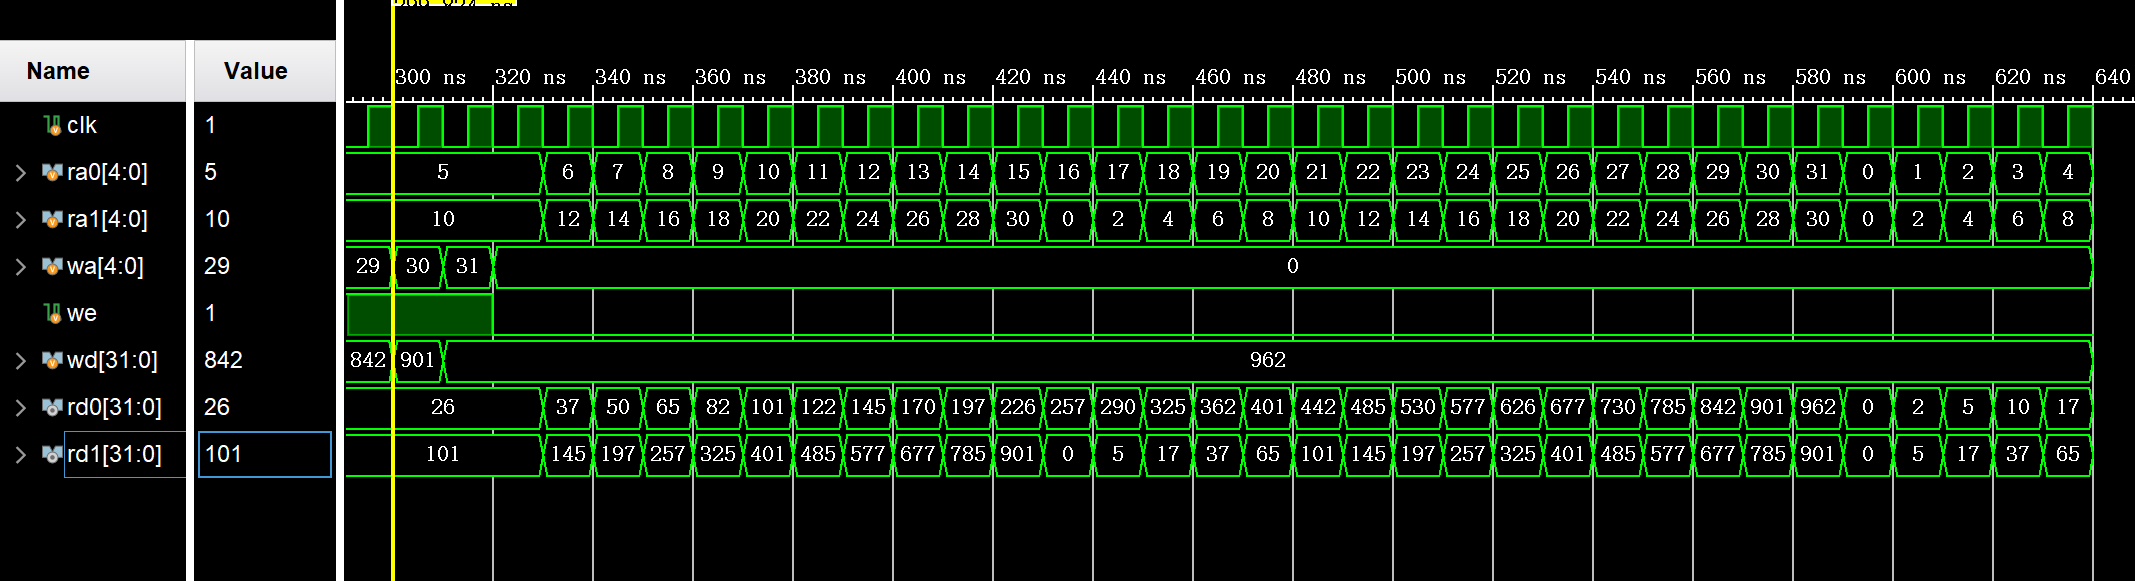 Name Value
300 ns 320 ns 340 ns 360 ns 380 ns 400 ns 420 ns 440 ns 460 ns 480 ns 500 ns 520 ns 540 ns 560 ns 580 ns 600 ns 620 ns 640
clk 1
ra0[4:0] 5 5 6 7 8 9 10 11 12 13 14 15 16 17 18 19 20 21 22 23 24 25 26 27 28 29 30 31 0 1 2 3 4
ra1[4:0] 10 10 12 14 16 18 20 22 24 26 28 30 0 2 4 6 8 10 12 14 16 18 20 22 24 26 28 30 0 2 4 6 8
wa[4:0] 29 29 30 31 0
we 1
wd[31:0] 842 842 901 962
rd0[31:0] 26 26 37 50 65 82 101 122 145 170 197 226 257 290 325 362 401 442 485 530 577 626 677 730 785 842 901 962 0 2 5 10 17
rd1[31:0] 101 101 145 197 257 325 401 485 577 677 785 901 0 5 17 37 65 101 145 197 257 325 401 485 577 677 785 901 0 5 17 37 65